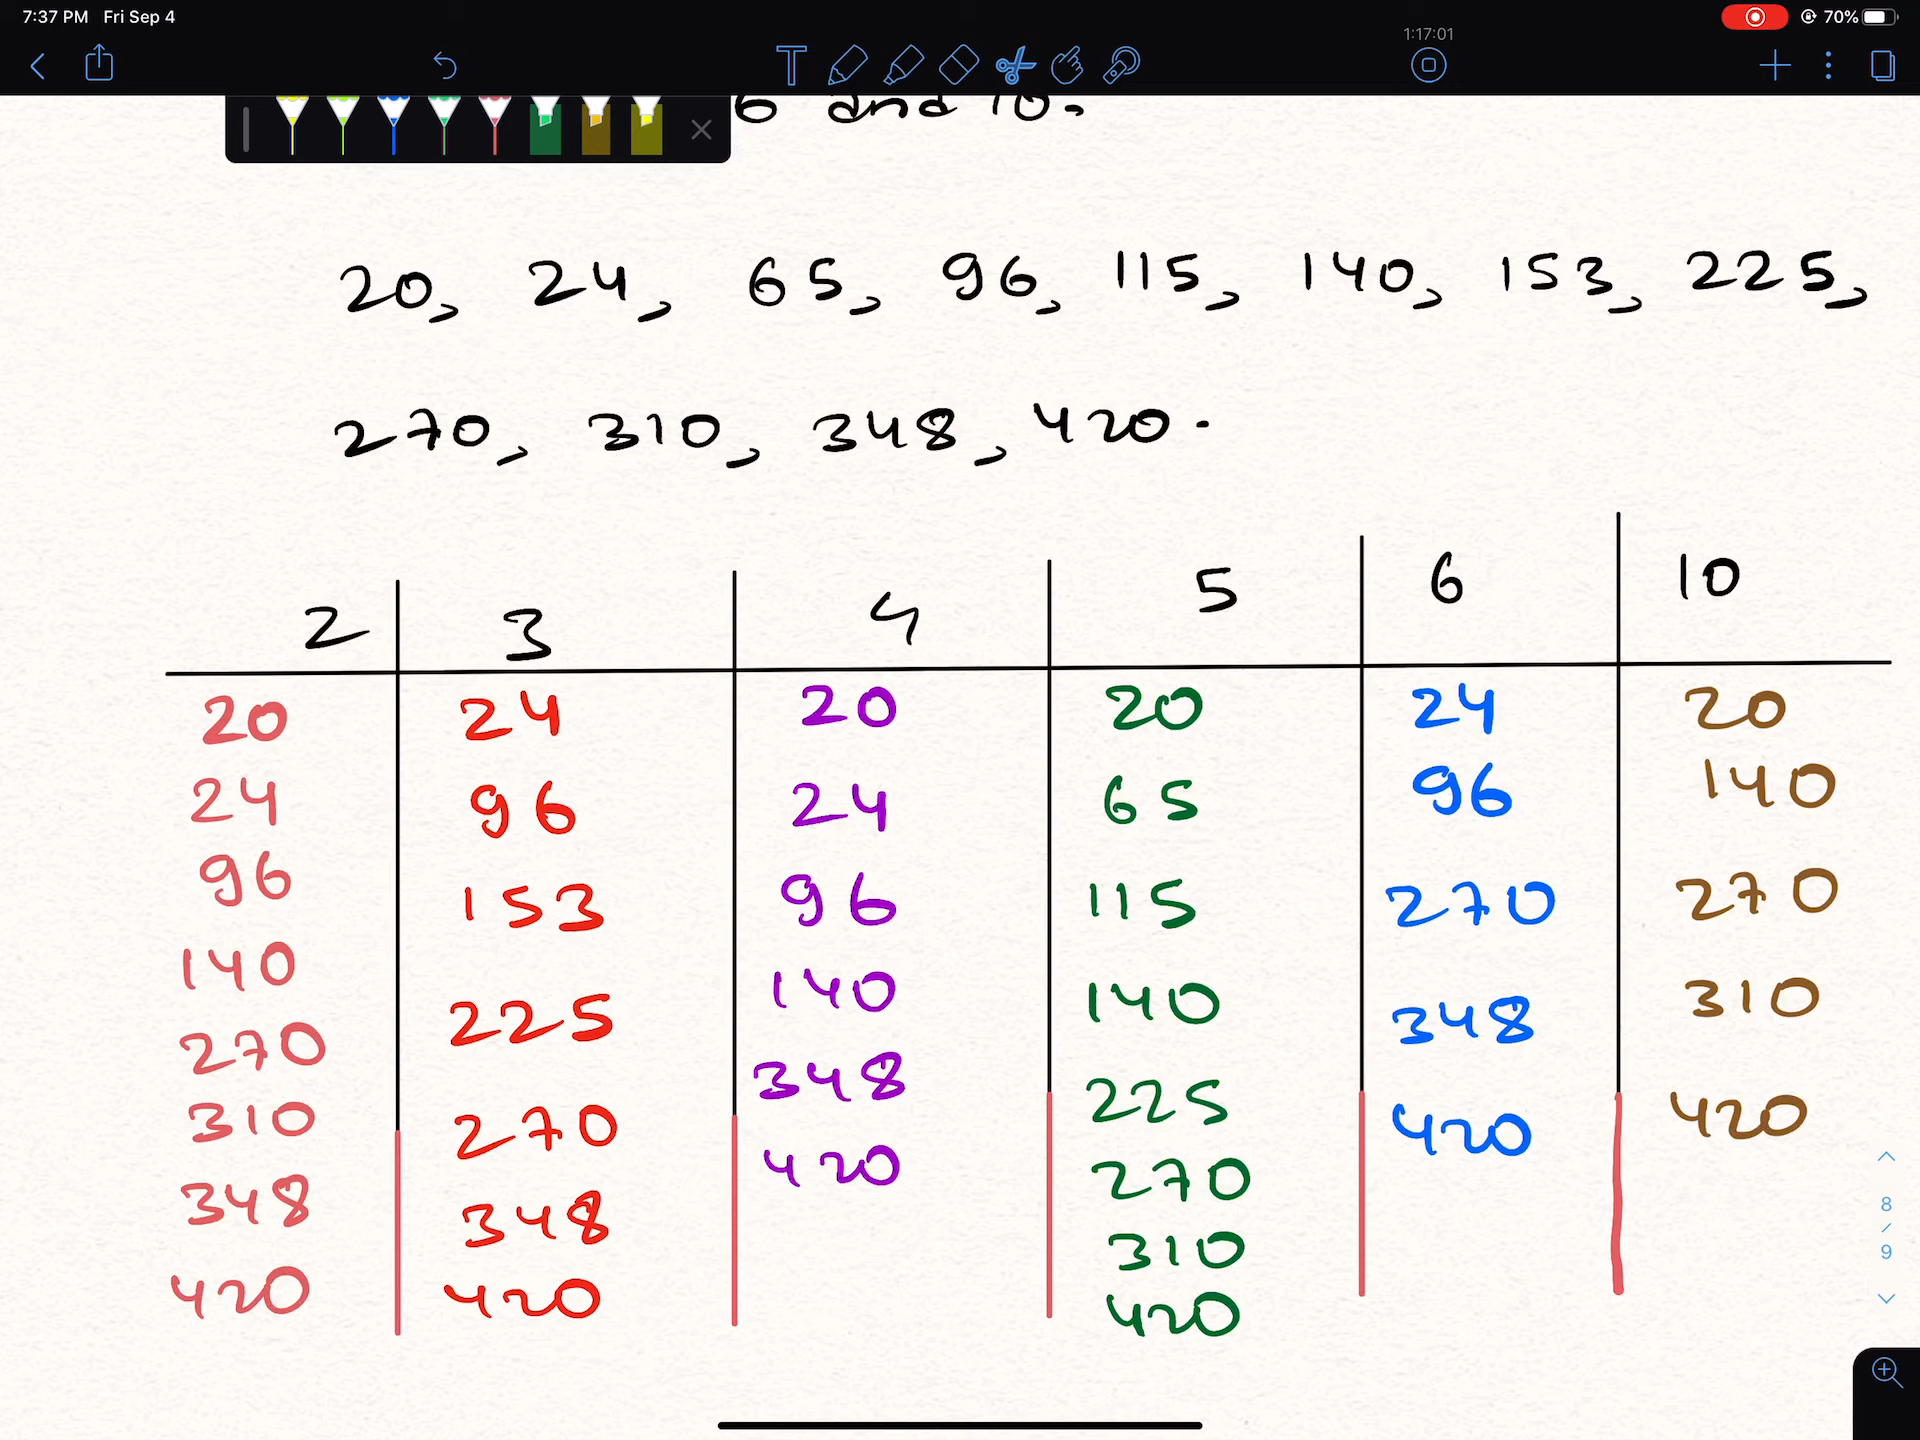 7:37 PM Fri Sep 4
70%
1:17:01
6 and 10.
20, 24, 65, 96, 115, 140, 153, 225,
270, 310, 348, 420.
2 3 4 5 6 10
20 24 20 20 24 20
24 96 24 65 96 140
96 153 96 115 270 270
140 225 140 140 348 310
270 270 348 225 420 420
310 348 420 270
348 420 310
420 420
8
/
9